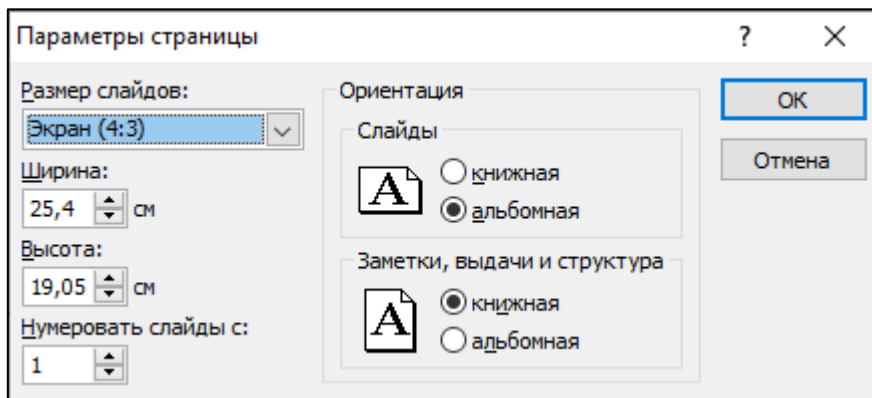 Параметры страницы
?
Размер слайдов:
Экран (4:3)
Ширина:
25,4 см
Высота:
19,05 см
Нумеровать слайды с:
1
Ориентация
Слайды
A
книжная
альбомная
Заметки, выдачи и структура
A
книжная
альбомная
ОК
Отмена